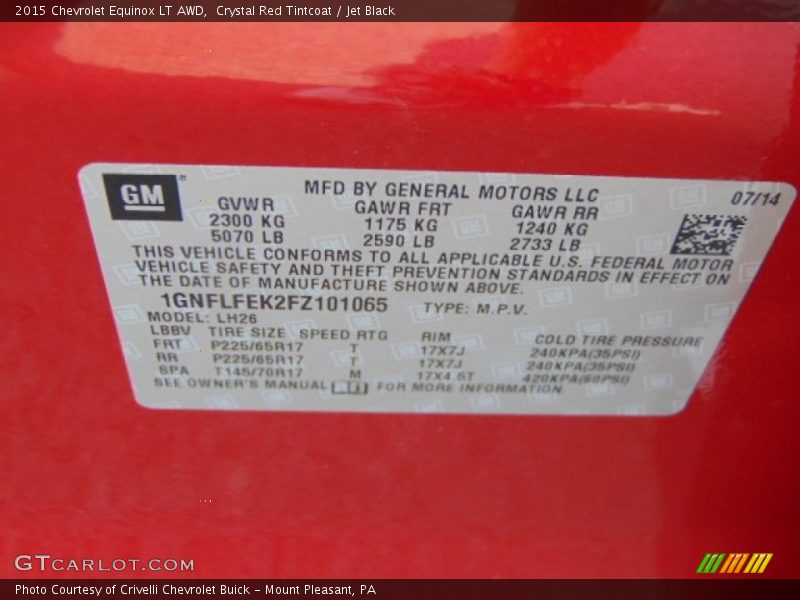 2015 Chevrolet Equinox LT AWD, Crystal Red Tintcoat / Jet Black
GM
MFD BY GENERAL MOTORS LLC
07/14
GVWR GAWR FRT GAWR RR
2300 KG 1175 KG 1240 KG
5070 LB 2590 LB 2733 LB
THIS VEHICLE CONFORMS TO ALL APPLICABLE U.S. FEDERAL MOTOR
VEHICLE SAFETY AND THEFT PREVENTION STANDARDS IN EFFECT ON
THE DATE OF MANUFACTURE SHOWN ABOVE.
1GNFLFEK2FZ101065 TYPE: M.P.V.
MODEL: LH26
LBBV TIRE SIZE SPEED RTG RIM COLD TIRE PRESSURE
FRT P225/65R17 T 17X7J 240KPA(35PSI)
RR P225/65R17 T 17X7J 240KPA(35PSI)
SPA T145/70R17 M 17X4.5T 420KPA(60PSI)
SEE OWNER'S MANUAL FOR MORE INFORMATION
GTCARLOT.COM
Photo Courtesy of Crivelli Chevrolet Buick – Mount Pleasant, PA